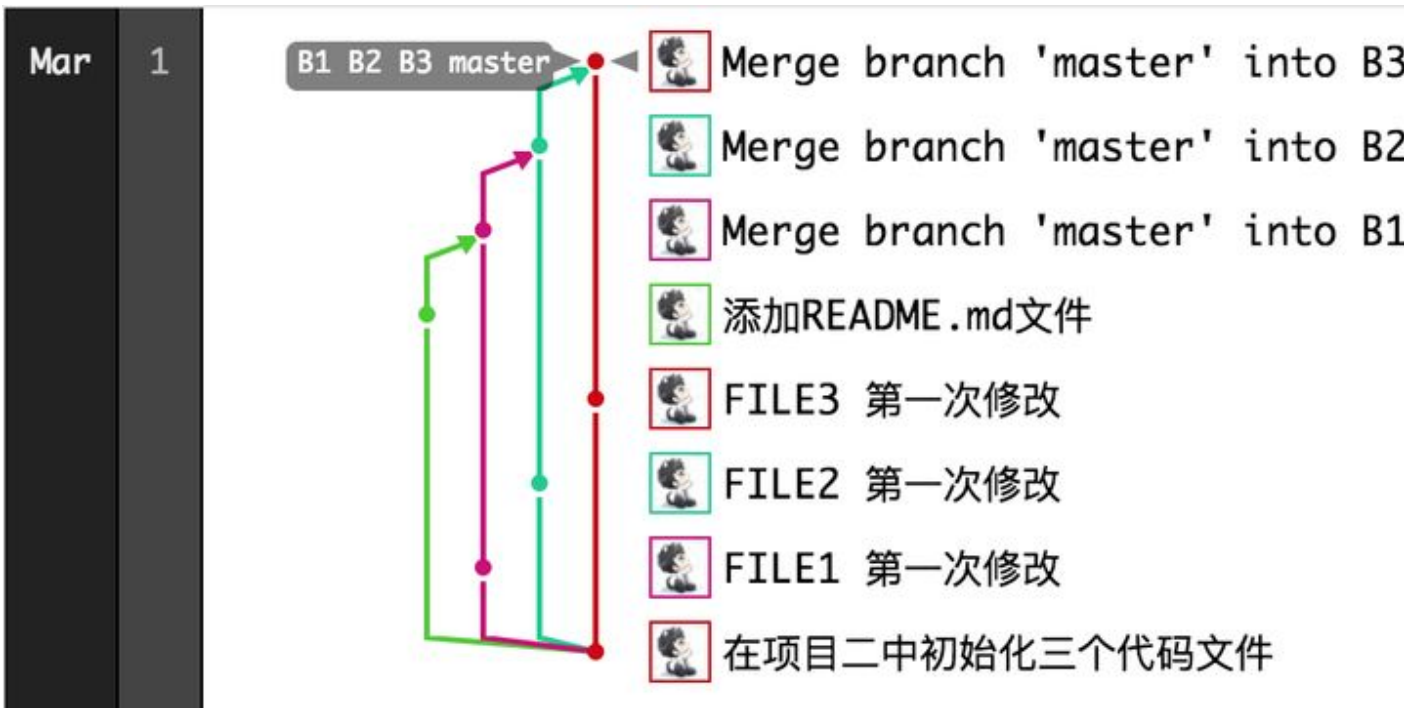 Mar 1 B1 B2 B3 master Merge branch 'master' into B3
Merge branch 'master' into B2
Merge branch 'master' into B1
添加README.md文件
FILE3 第一次修改
FILE2 第一次修改
FILE1 第一次修改
在项目二中初始化三个代码文件